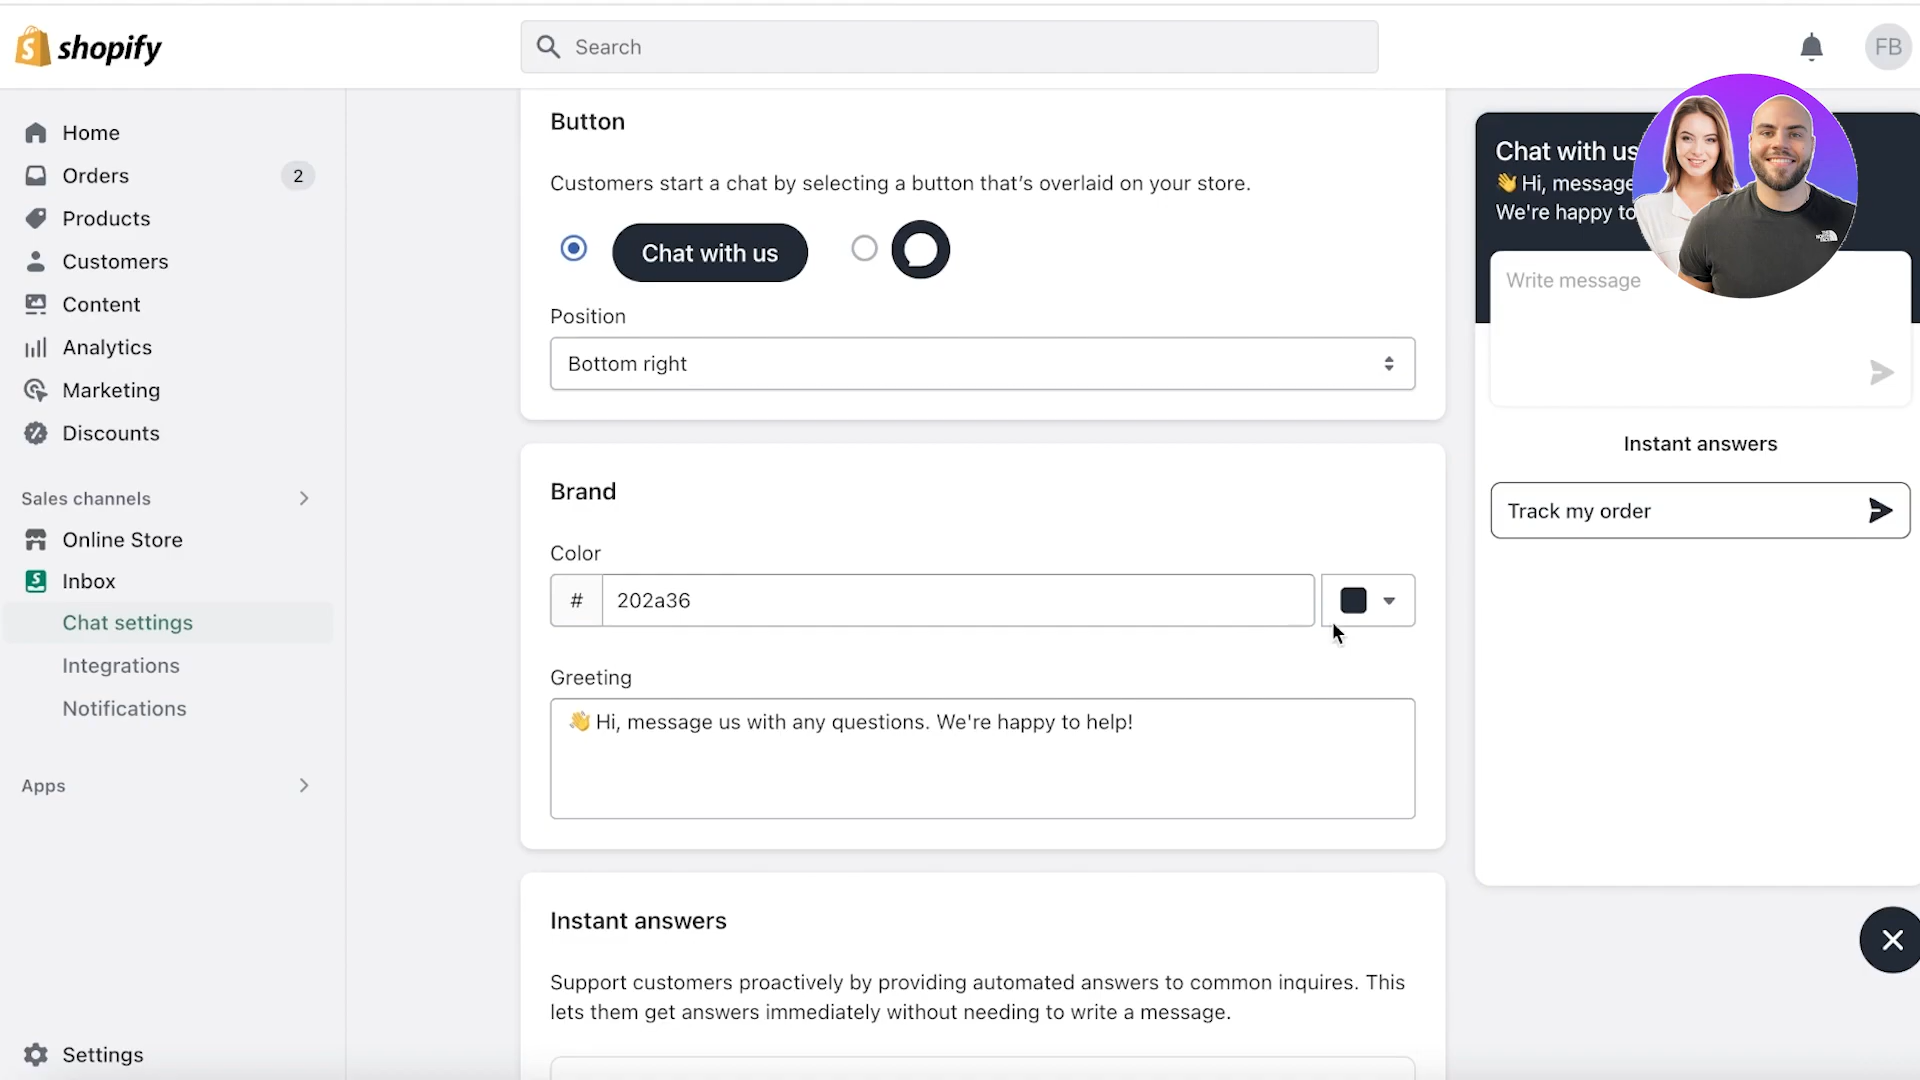 shopify
Search
FB
Home
Orders 2
Products
Customers
Content
Analytics
Marketing
Discounts
Sales channels
Online Store
Inbox
Chat settings
Integrations
Notifications
Apps
Settings
Button
Customers start a chat by selecting a button that's overlaid on your store.
Chat with us
Position
Bottom right
Brand
Color
# 202a36
Greeting
👋 Hi, message us with any questions. We're happy to help!
Instant answers
Support customers proactively by providing automated answers to common inquires. This
lets them get answers immediately without needing to write a message.
Chat with us
👋 Hi, message
We're happy to
Write message
Instant answers
Track my order